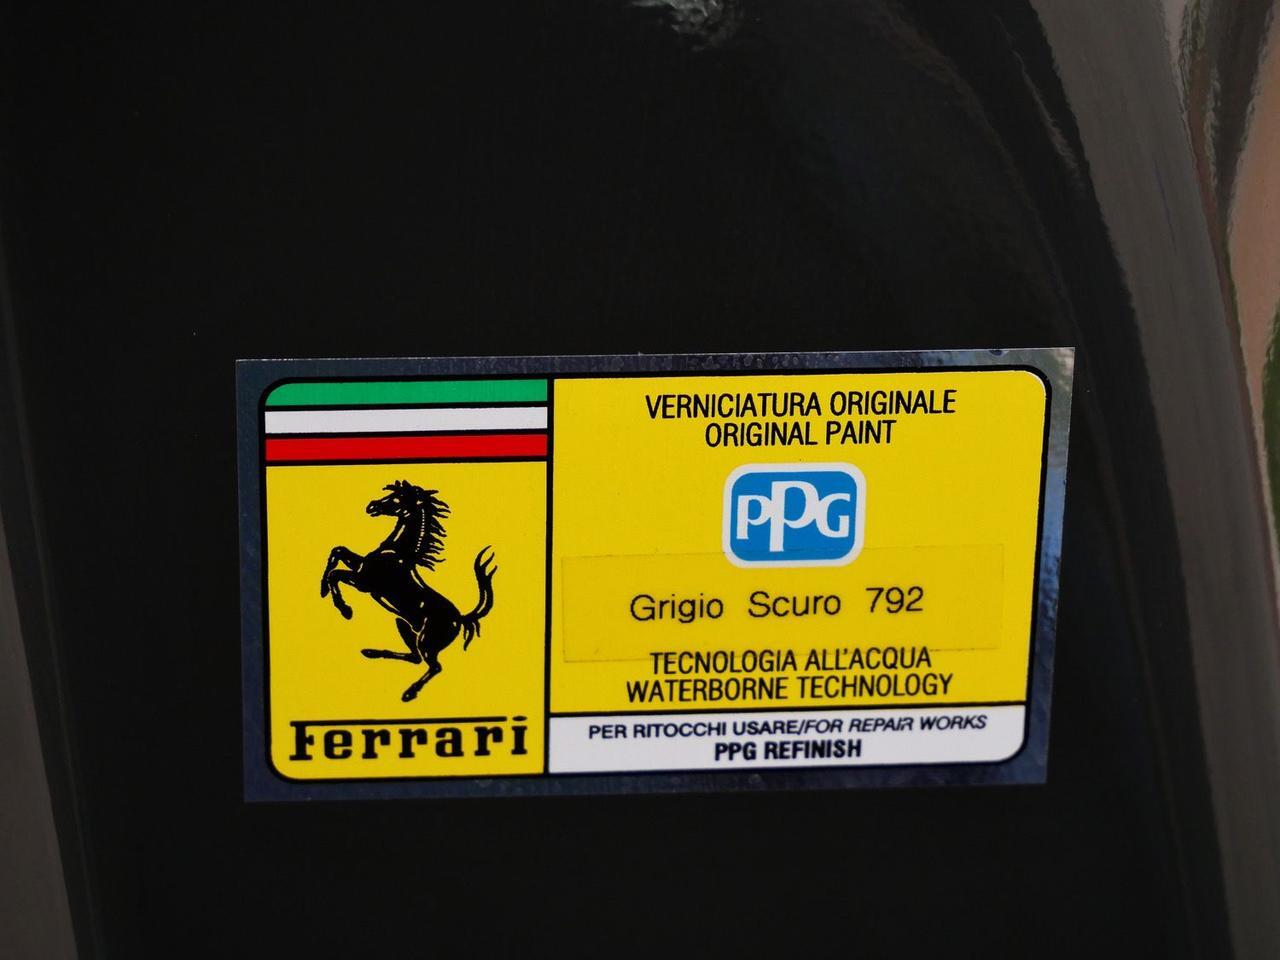 Ferrari
VERNICIATURA ORIGINALE
ORIGINAL PAINT
PPG
Grigio Scuro 792
TECNOLOGIA ALL'ACQUA
WATERBORNE TECHNOLOGY
PER RITOCCHI USARE/FOR REPAIR WORKS
PPG REFINISH